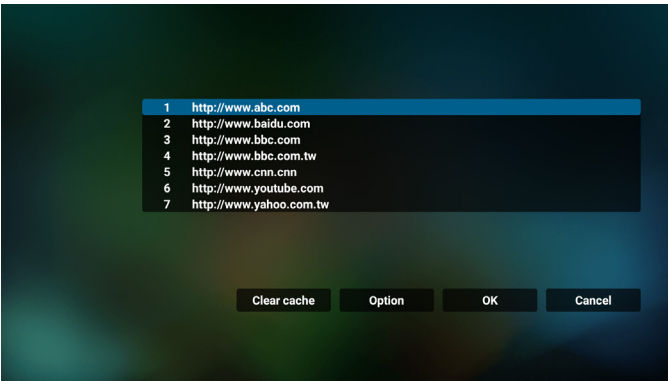 1 http://www.abc.com
2 http://www.baidu.com
3 http://www.bbc.com
4 http://www.bbc.com.tw
5 http://www.cnn.cnn
6 http://www.youtube.com
7 http://www.yahoo.com.tw
Clear cache Option OK Cancel